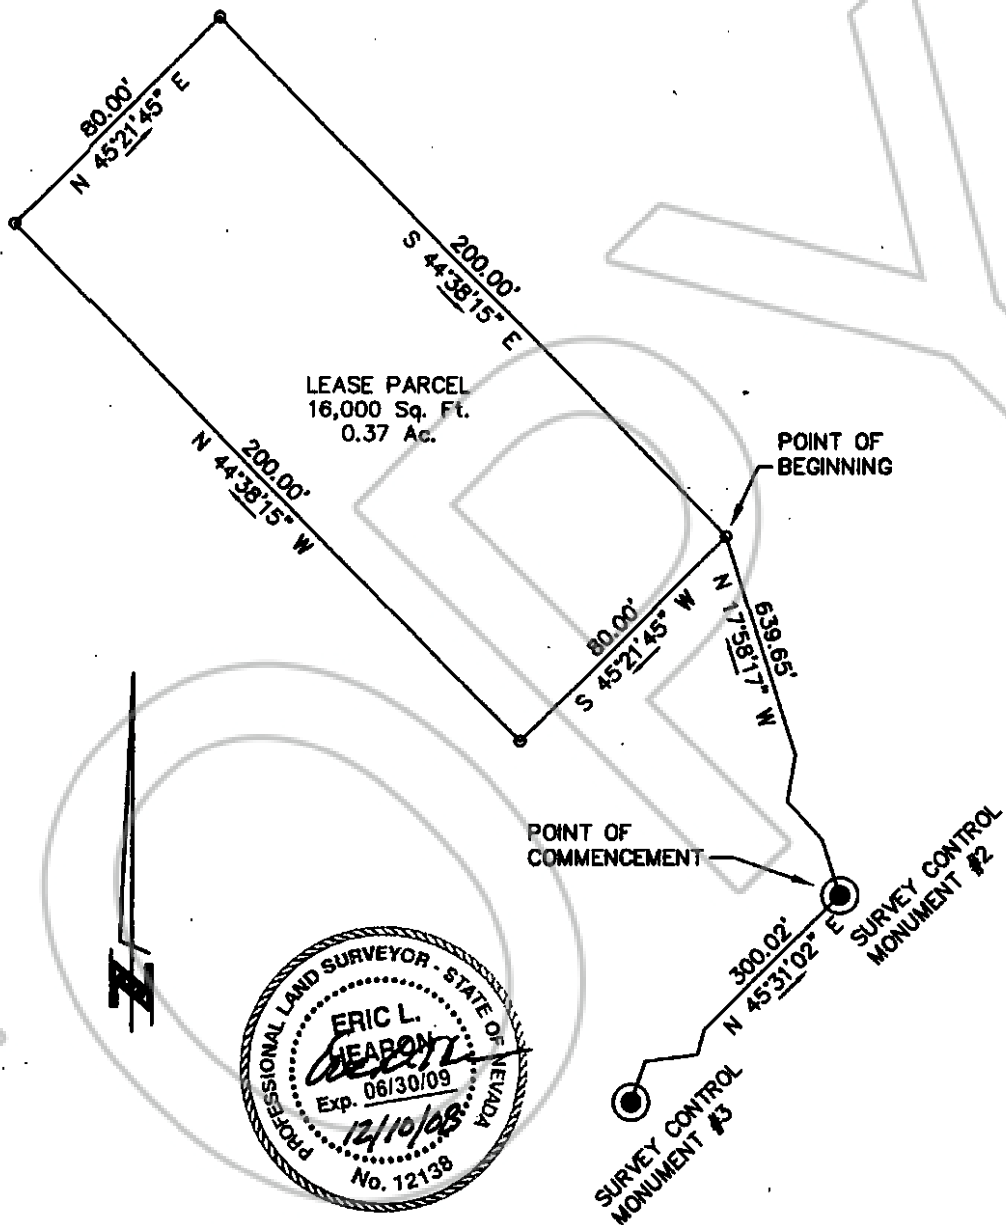 80.00'
N 45°21'45" E
200.00'
S 44°38'15" E
LEASE PARCEL
16,000 Sq. Ft.
0.37 Ac.
POINT OF
BEGINNING
200.00'
N 44°38'15" W
80.00'
S 45°21'45" W
639.65'
N 17°58'17" W
POINT OF
COMMENCEMENT
SURVEY CONTROL
MONUMENT #2
300.02'
N 45°31'02" E
SURVEY CONTROL
MONUMENT #3
N
PROFESSIONAL LAND SURVEYOR - STATE OF NEVADA
ERIC L.
HEARON
Exp. 06/30/09
12/10/08
No. 12138
COPY